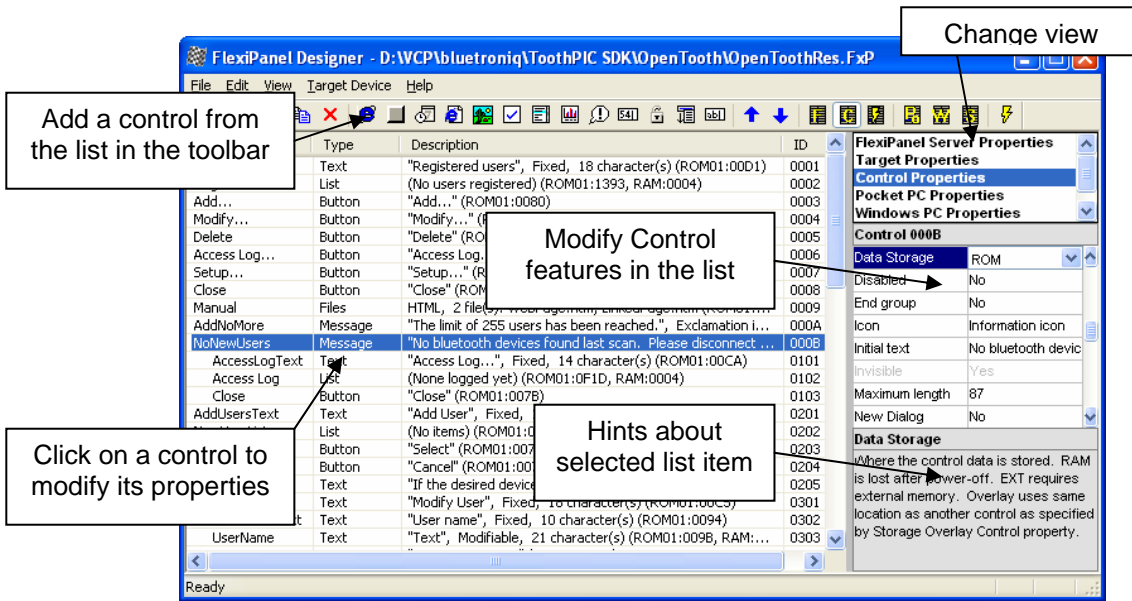 Change view
FlexiPanel Designer - D:\WCP\bluetroniq\ToothPIC SDK\OpenTooth\OpenToothRes.FxP
File Edit View Target Device Help
Add a control from
the list in the toolbar
Type Description ID
Text "Registered users", Fixed, 18 character(s) (ROM01:00D1) 0001
List (No users registered) (ROM01:1393, RAM:0004) 0002
Add... Button "Add..." (ROM01:0080) 0003
Modify... Button "Modify..." 0004
Delete Button "Delete" 0005
Access Log... Button "Access Log. 0006
Setup... Button "Setup..." 0007
Close Button "Close" 0008
Manual Files HTML, 2 0009
AddNoMore Message "The limit of 255 users has been reached.", Exclamation i... 000A
NoNewUsers Message "No bluetooth devices found last scan. Please disconnect ... 000B
AccessLogText Text "Access Log...", Fixed, 14 character(s) (ROM01:00CA) 0101
Access Log List (None logged yet) (ROM01:0F1D, RAM:0004) 0102
Close Button "Close" (ROM01:007B) 0103
AddUsersText Text "Add User", Fixed, 0201
List (No items) 0202
Button "Select" 0203
Button "Cancel" 0204
Text "If the desired device 0205
Text "Modify User", Fixed, 0301
Text "User name", Fixed, 10 character(s) (ROM01:0094) 0302
UserName Text "Text", Modifiable, 21 character(s) (ROM01:009B, RAM:... 0303
Modify Control
features in the list
Click on a control to
modify its properties
Hints about
selected list item
FlexiPanel Server Properties
Target Properties
Control Properties
Pocket PC Properties
Windows PC Properties
Control 000B
Data Storage ROM
Disabled No
End group No
Icon Information icon
Initial text No bluetooth devic
Invisible Yes
Maximum length 87
New Dialog No
Data Storage
Where the control data is stored. RAM
is lost after power-off. EXT requires
external memory. Overlay uses same
location as another control as specified
by Storage Overlay Control property.
Ready